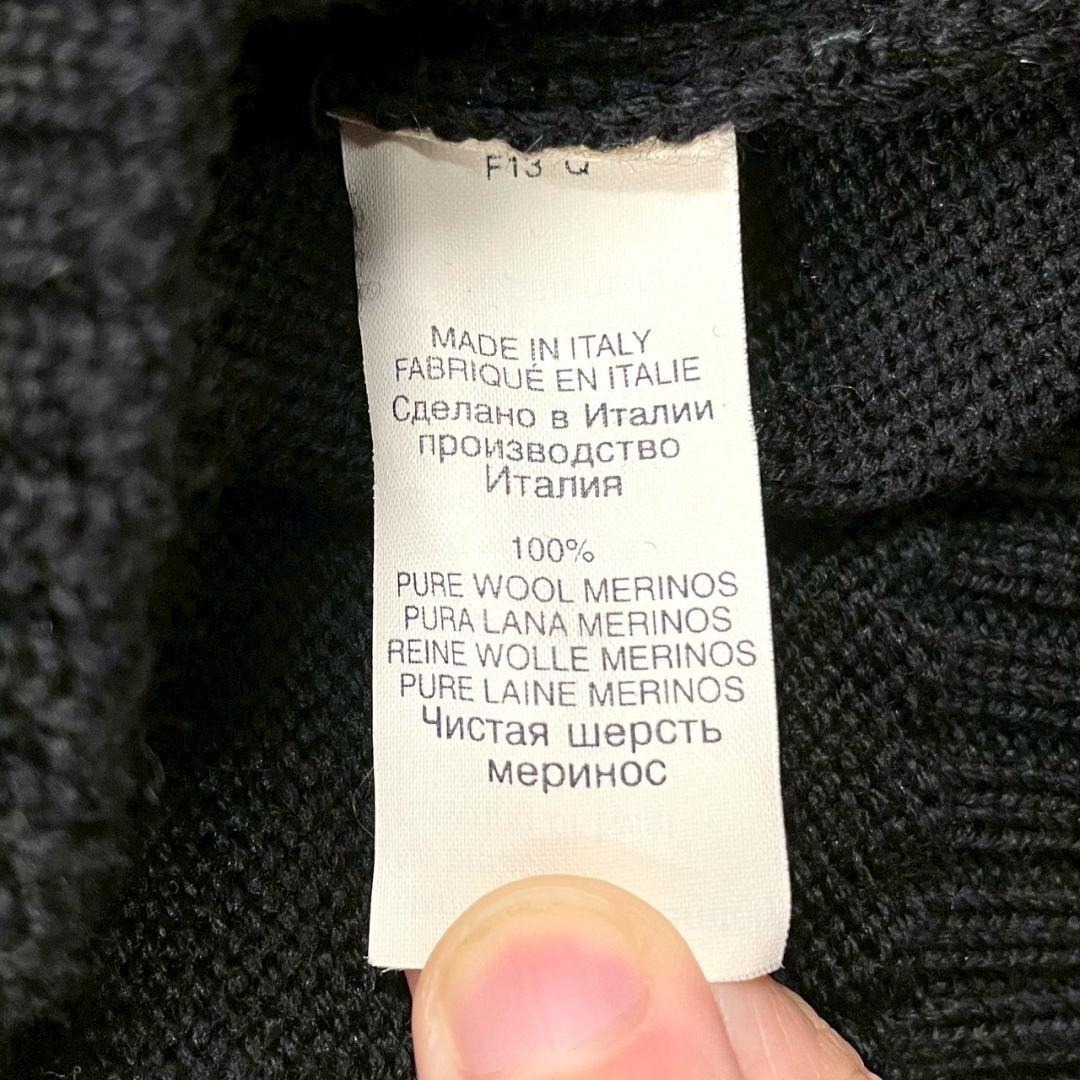 F13
MADE IN ITALY
FABRIQUÉ EN ITALIE
Сделано в Италии
производство
Италия
100%
PURE WOOL MERINOS
PURA LANA MERINOS
REINE WOLLE MERINOS
PURE LAINE MERINOS
Чистая шерсть
меринос